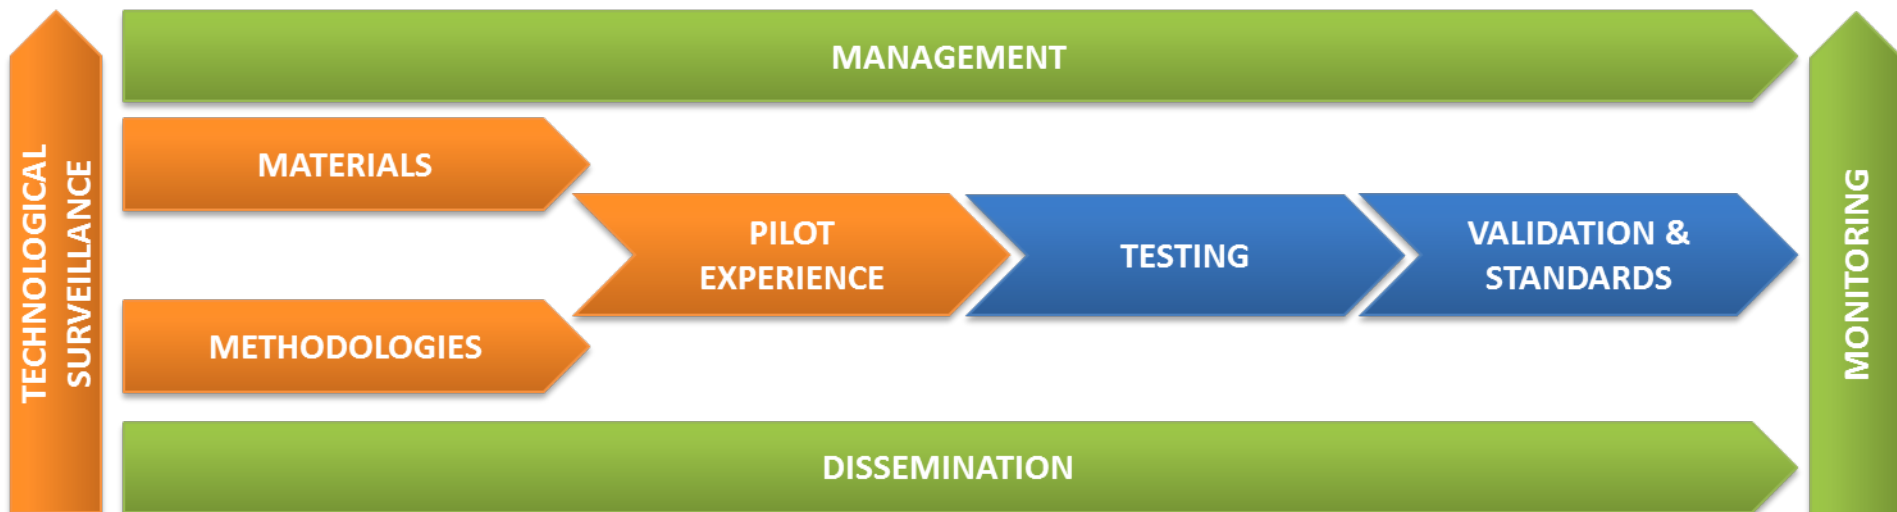 TECHNOLOGICAL
SURVEILLANCE
MANAGEMENT
MATERIALS
METHODOLOGIES
PILOT
EXPERIENCE
TESTING
VALIDATION &
STANDARDS
DISSEMINATION
MONITORING